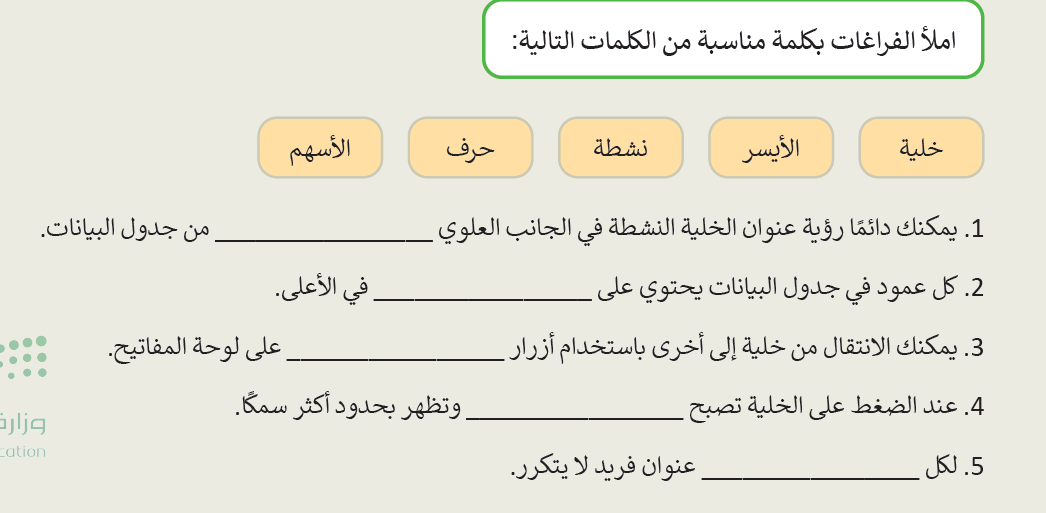 املأ الفراغات بكلمة مناسبة من الكلمات التالية:
خلية الأيسر نشطة حرف الأسهم
1. يمكنك دائمًا رؤية عنوان الخلية النشطة في الجانب العلوي ________________ من جدول البيانات.
2. كل عمود في جدول البيانات يحتوي على ________________ في الأعلى.
3. يمكنك الانتقال من خلية إلى أخرى باستخدام أزرار ________________ على لوحة المفاتيح.
4. عند الضغط على الخلية تصبح ________________ وتظهر بحدود أكثر سمكًا.
5. لكل ________________ عنوان فريد لا يتكرر.
وزارة
cation